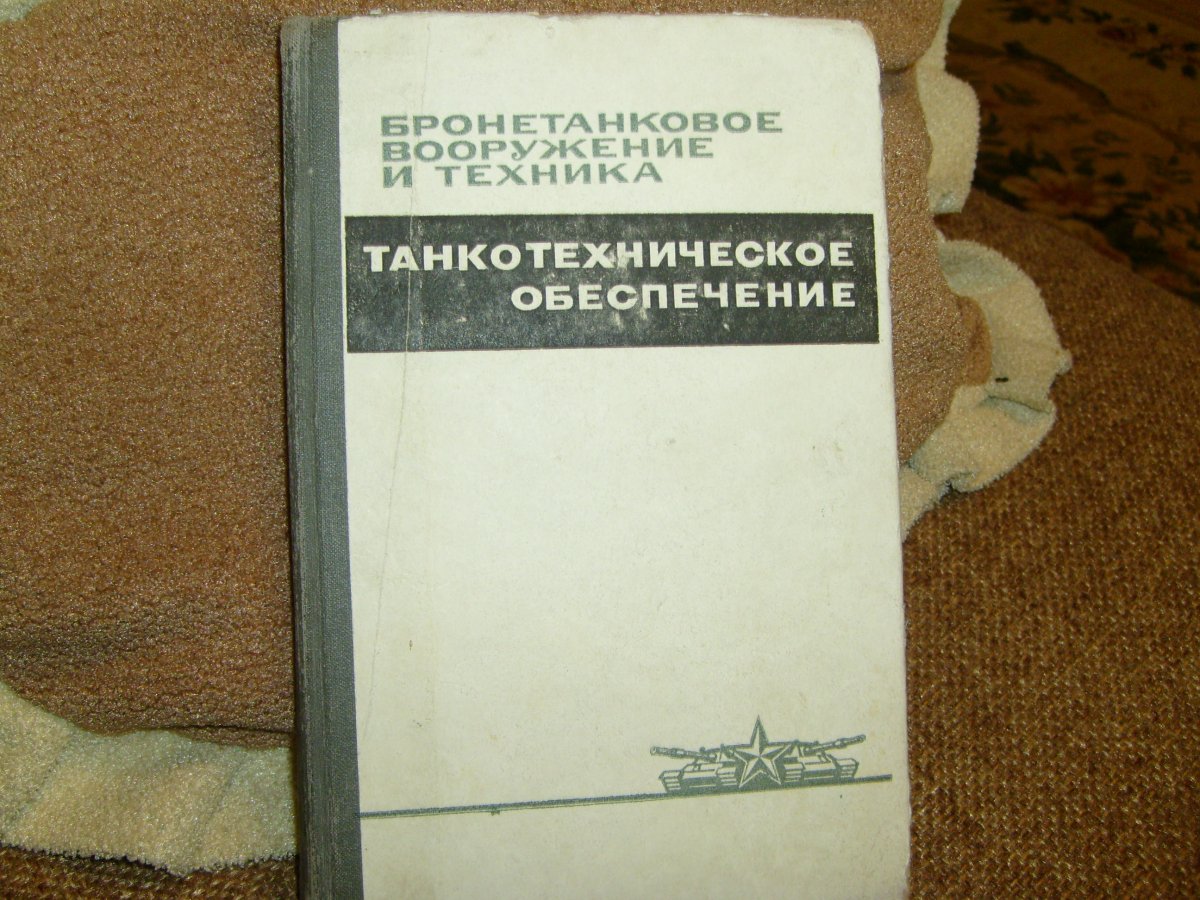 БРОНЕТАНКОВОЕ
ВООРУЖЕНИЕ
И ТЕХНИКА
ТАНКОТЕХНИЧЕСКОЕ
ОБЕСПЕЧЕНИЕ